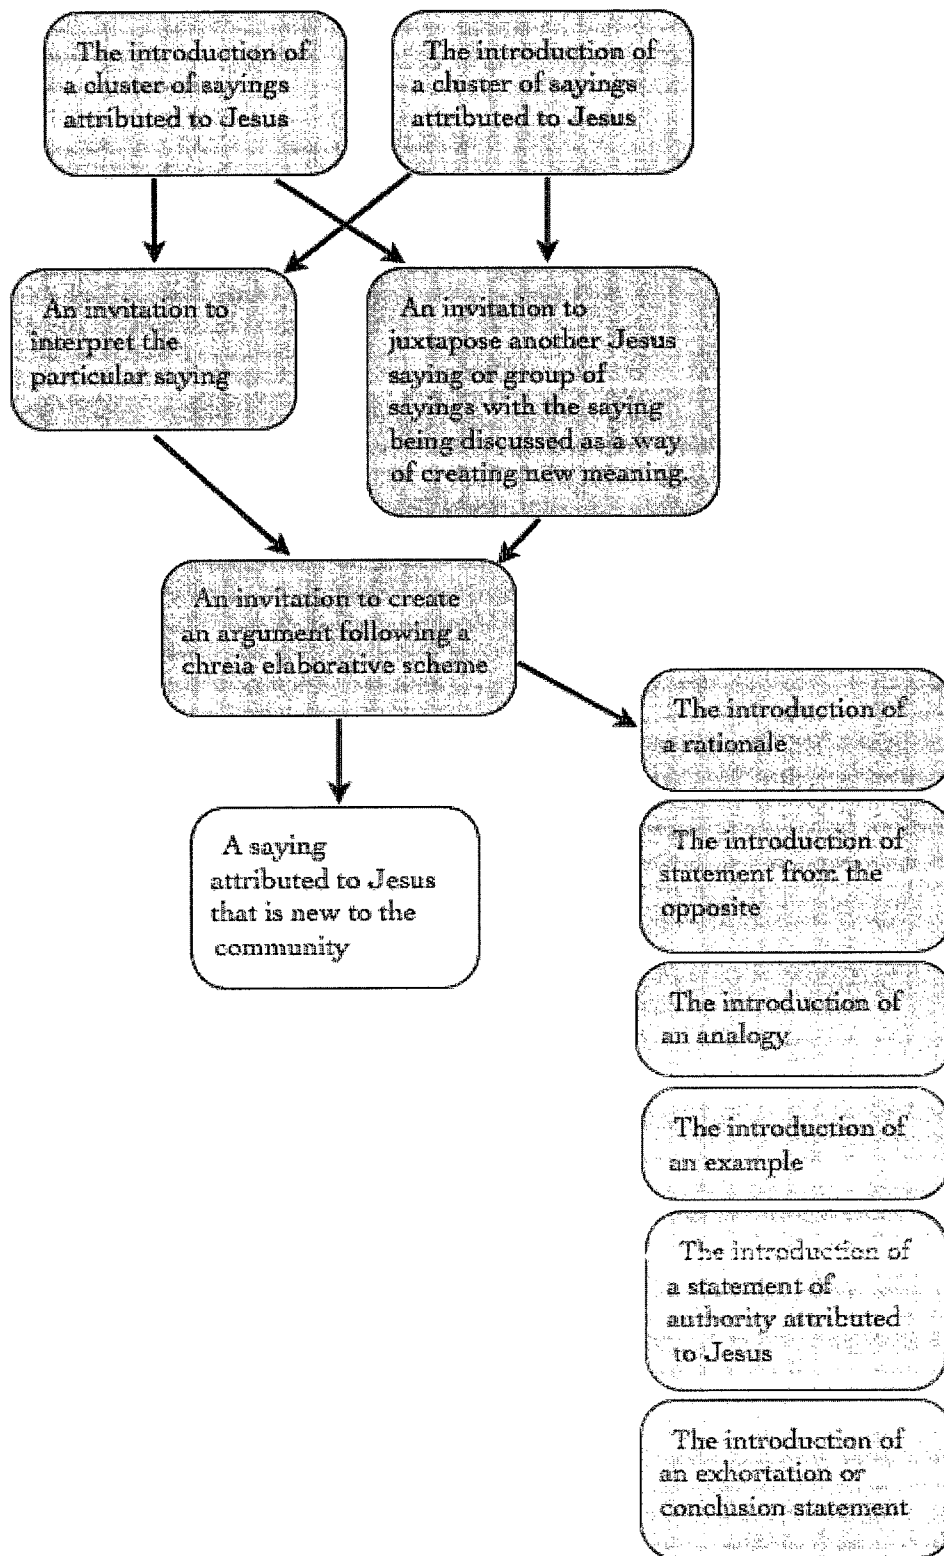 The introduction of
a cluster of sayings
attributed to Jesus
The introduction of
a cluster of sayings
attributed to Jesus
An invitation to
interpret the
particular saying
An invitation to
juxtapose another Jesus
saying or group of
sayings with the saying
being discussed as a way
of creating new meaning.
An invitation to create
an argument following a
chreia elaborative scheme
A saying
attributed to Jesus
that is new to the
community
The introduction of
a rationale
The introduction of
statement from the
opposite
The introduction of
an analogy
The introduction of
an example
The introduction of
a statement of
authority attributed
to Jesus
The introduction of
an exhortation or
conclusion statement